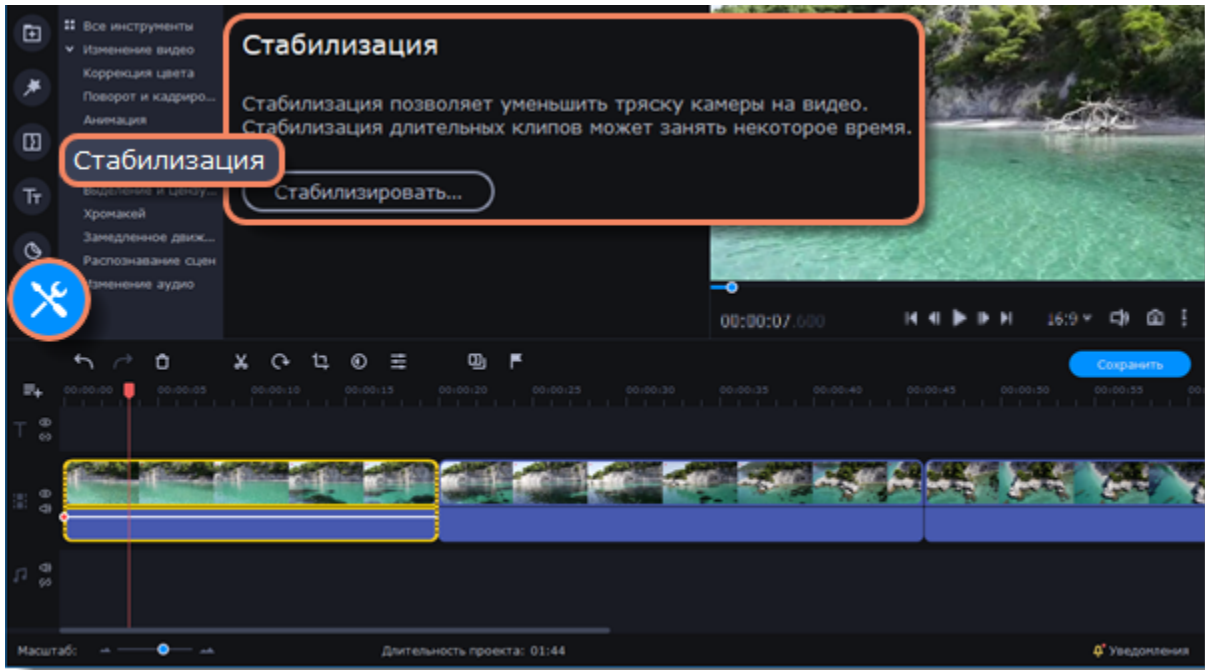 Все инструменты
Изменение видео
Коррекция цвета
Поворот и кадриро...
Анимация
Стабилизация
Выделение и цензу...
Хромакей
Замедленное движ...
Распознавание сцен
Изменение аудио
Стабилизация
Стабилизация позволяет уменьшить тряску камеры на видео.
Стабилизация длительных клипов может занять некоторое время.
Стабилизировать...
00:00:07.600
16:9
Сохранить
00:00:00 00:00:05 00:00:10 00:00:15 00:00:20 00:00:25 00:00:30 00:00:35 00:00:40 00:00:45 00:00:50 00:00:55
Масштаб:
Длительность проекта: 01:44
Уведомления